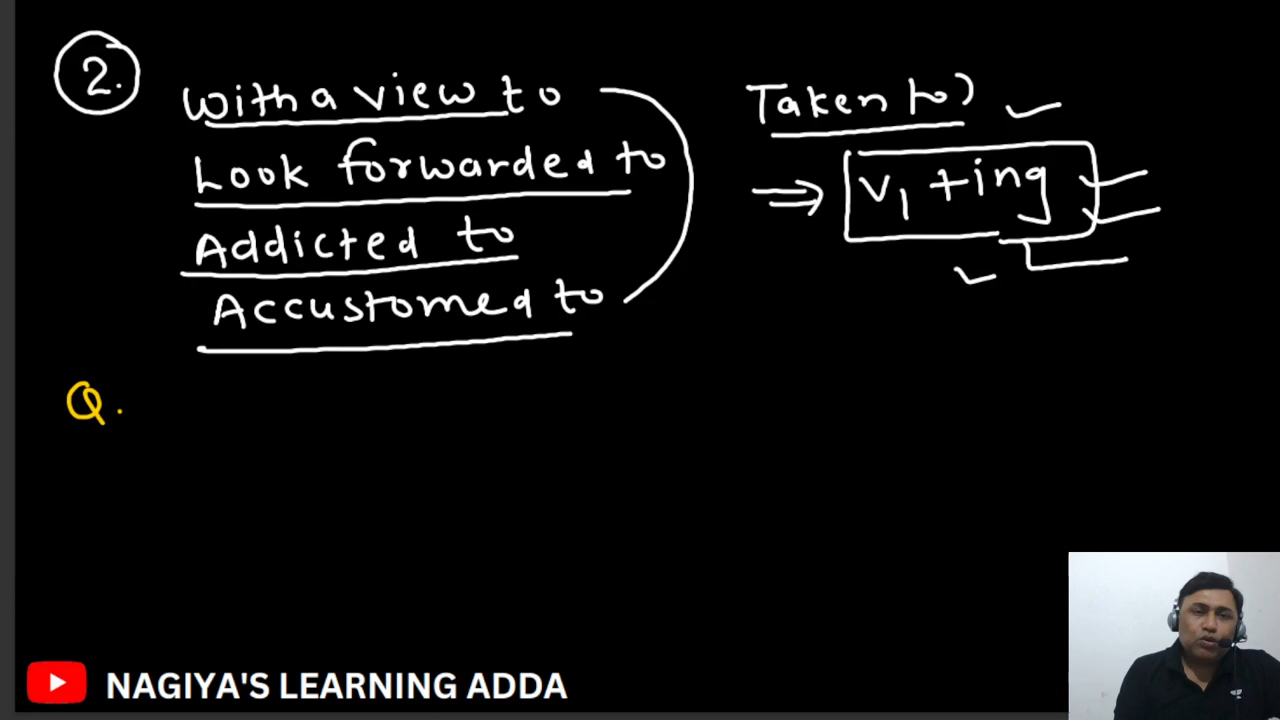 2.
With a view to
Look forwarded to
Addicted to
Accustomed to
Taken to)
⇒ V1 + ing
Q.
NAGIYA'S LEARNING ADDA